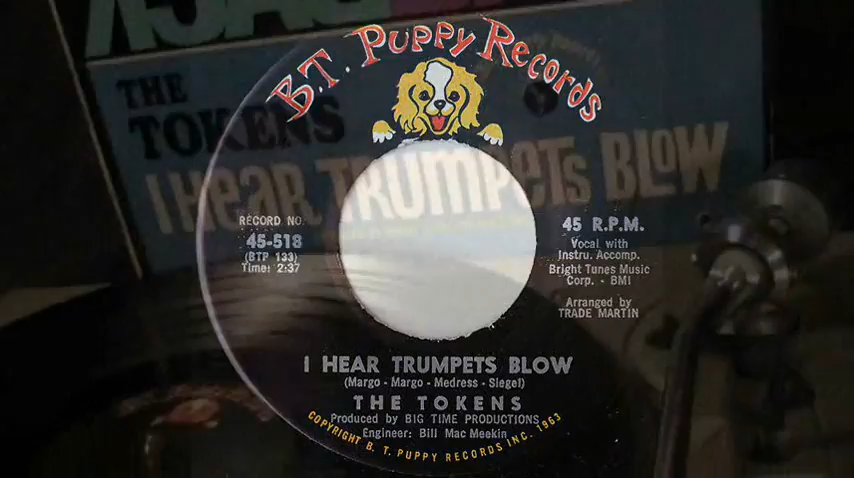 THE
TOKENS
I HEAR TRUMPETS BLOW
B.T. PUPPY RECORDS
RECORD NO.
45-518
(BTP 133)
Time: 2:37
45 R.P.M.
Vocal with
Instru. Accomp.
Bright Tunes Music
Corp. - BMI
Arranged by
TRADE MARTIN
I HEAR TRUMPETS BLOW
(Margo - Margo - Medress - Siegel)
THE TOKENS
Produced by BIG TIME PRODUCTIONS
Engineer: Bill Mac Meekin
COPYRIGHT B. T. PUPPY RECORDS INC. 1963